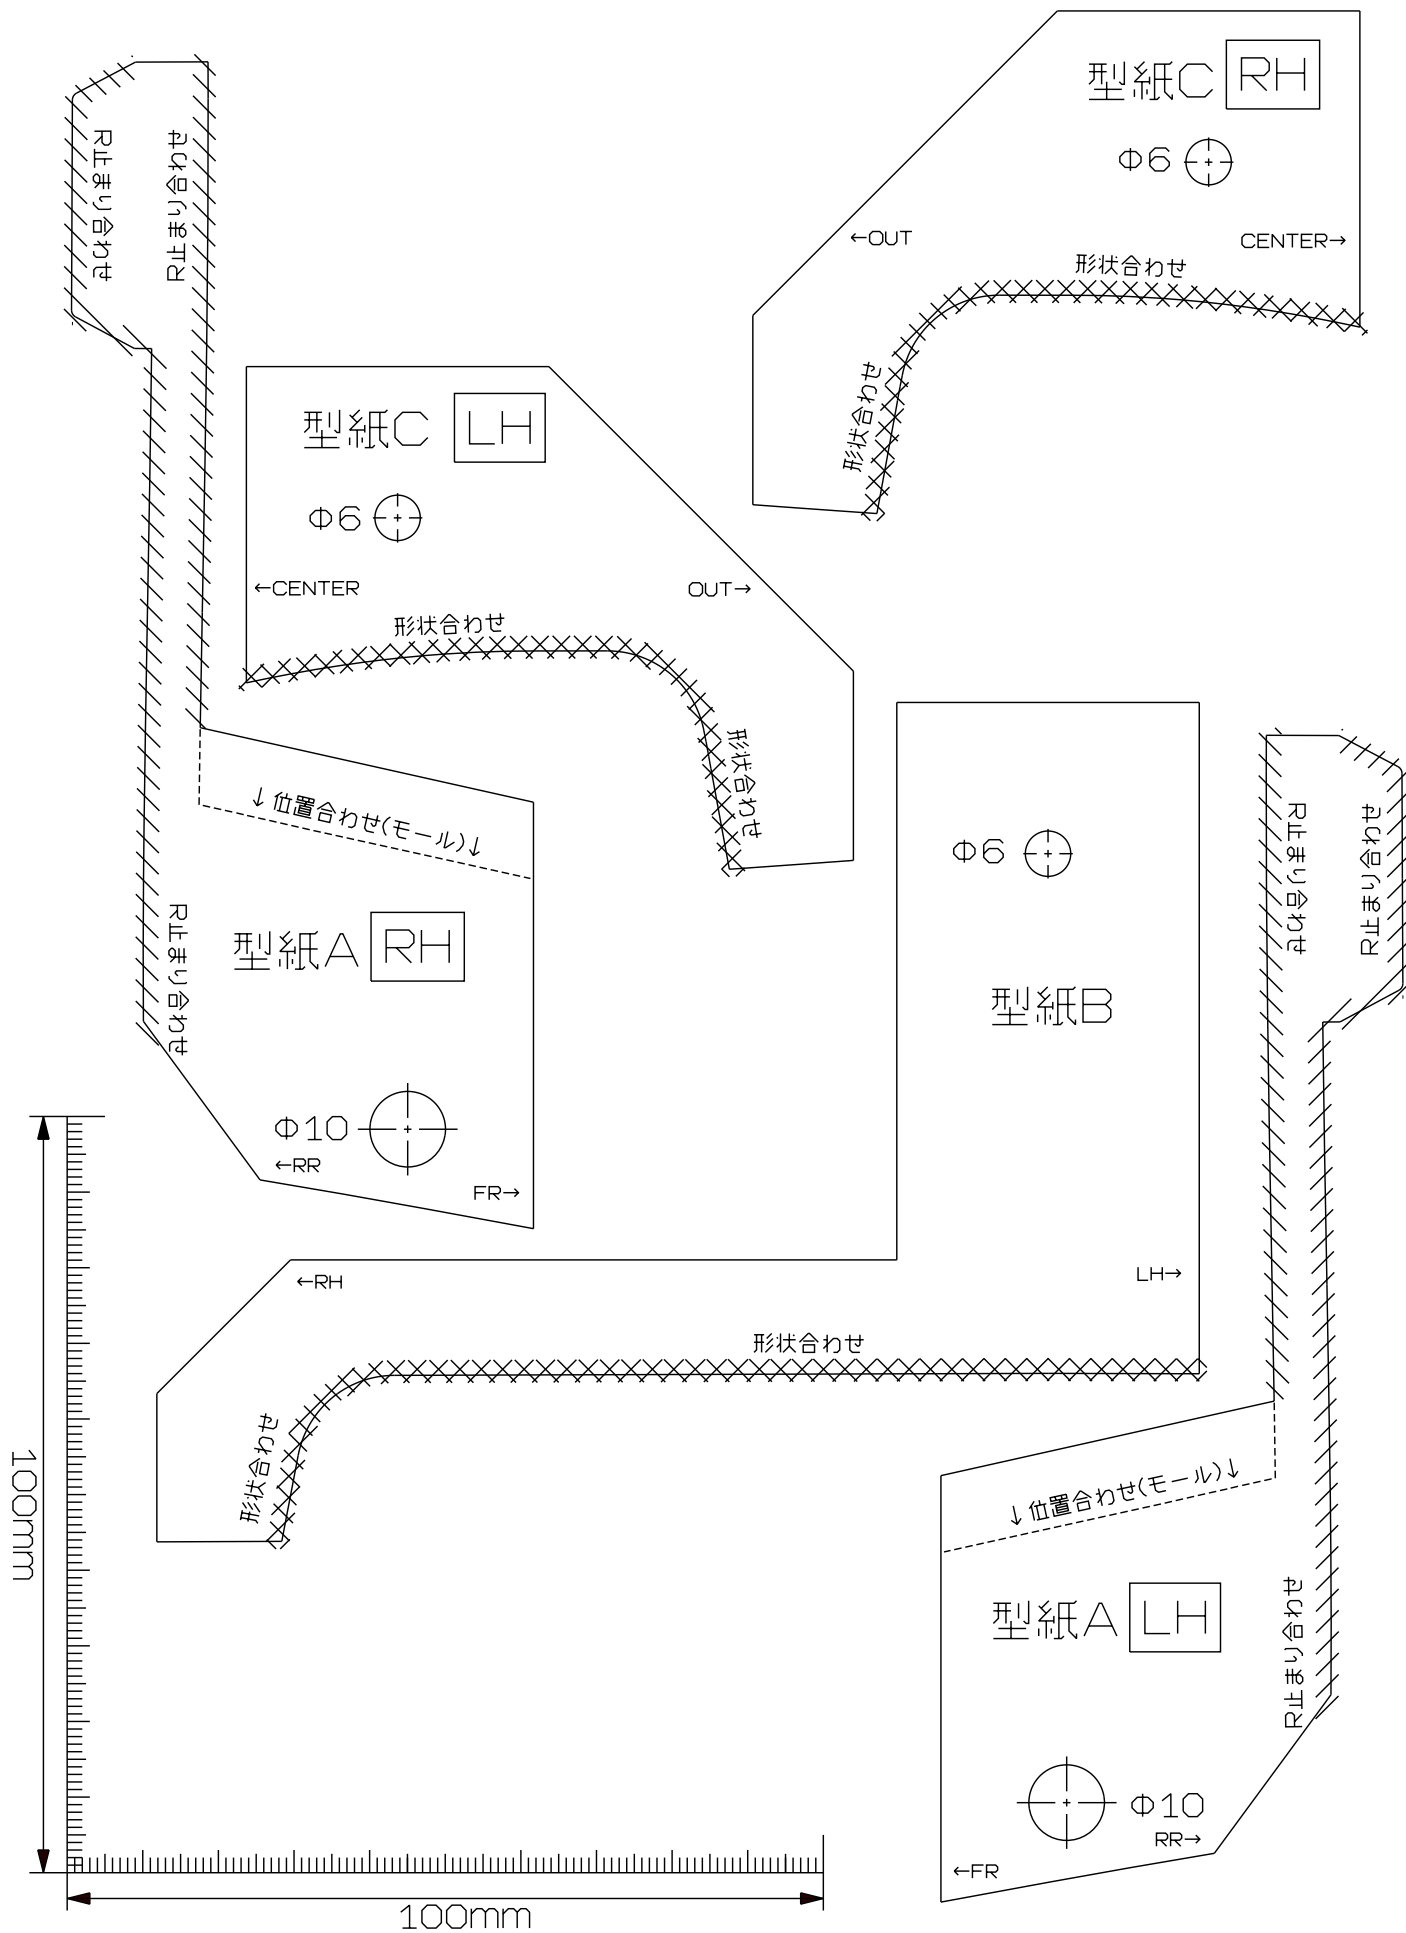 型紙C RH
Φ6
←OUT
CENTER→
形状合わせ
形状合わせ
R止まり合わせ
R止まり合わせ
型紙C LH
Φ6
←CENTER
OUT→
形状合わせ
形状合わせ
↓位置合わせ(モール)↓
型紙A RH
R止まり合わせ
Φ10
←RR
FR→
Φ6
型紙B
←RH
LH→
形状合わせ
形状合わせ
R止まり合わせ
R止まり合わせ
↓位置合わせ(モール)↓
型紙A LH
R止まり合わせ
Φ10
RR→
←FR
100mm
100mm